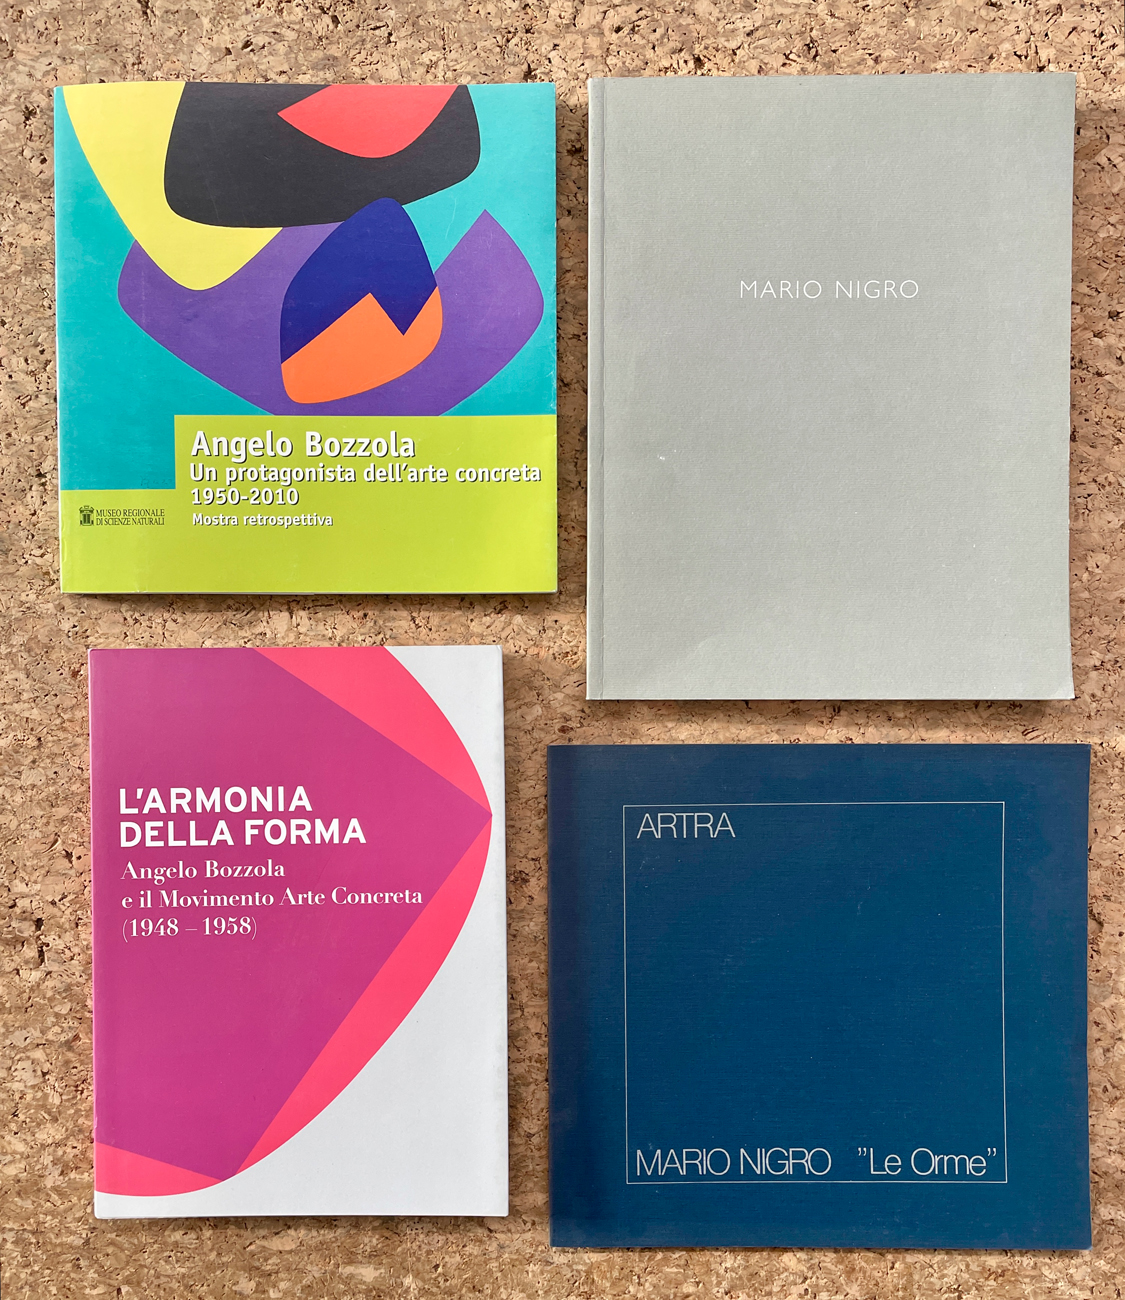 Angelo Bozzola
Un protagonista dell'arte concreta
1950-2010
Mostra retrospettiva
MUSEO REGIONALE
DI SCIENZE NATURALI
MARIO NIGRO
L'ARMONIA
DELLA FORMA
Angelo Bozzola
e il Movimento Arte Concreta
(1948 – 1958)
ARTRA
MARIO NIGRO ”Le Orme”